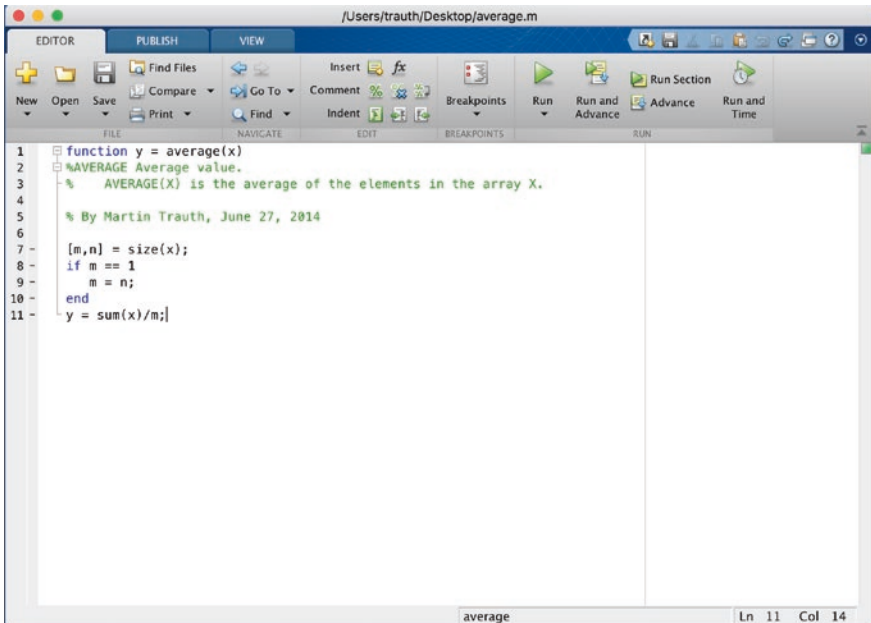 /Users/trauth/Desktop/average.m
EDITOR PUBLISH VIEW
Find Files Insert fx
Compare Go To Comment % Run Section
New Open Save Print Find Indent Breakpoints Run Run and Advance Advance Run and Time
FILE NAVIGATE EDIT BREAKPOINTS RUN
1 function y = average(x)
2 %AVERAGE Average value.
3 %    AVERAGE(X) is the average of the elements in the array X.
4
5 % By Martin Trauth, June 27, 2014
6
7 - [m,n] = size(x);
8 - if m == 1
9 -    m = n;
10 - end
11 - y = sum(x)/m;
average Ln 11 Col 14